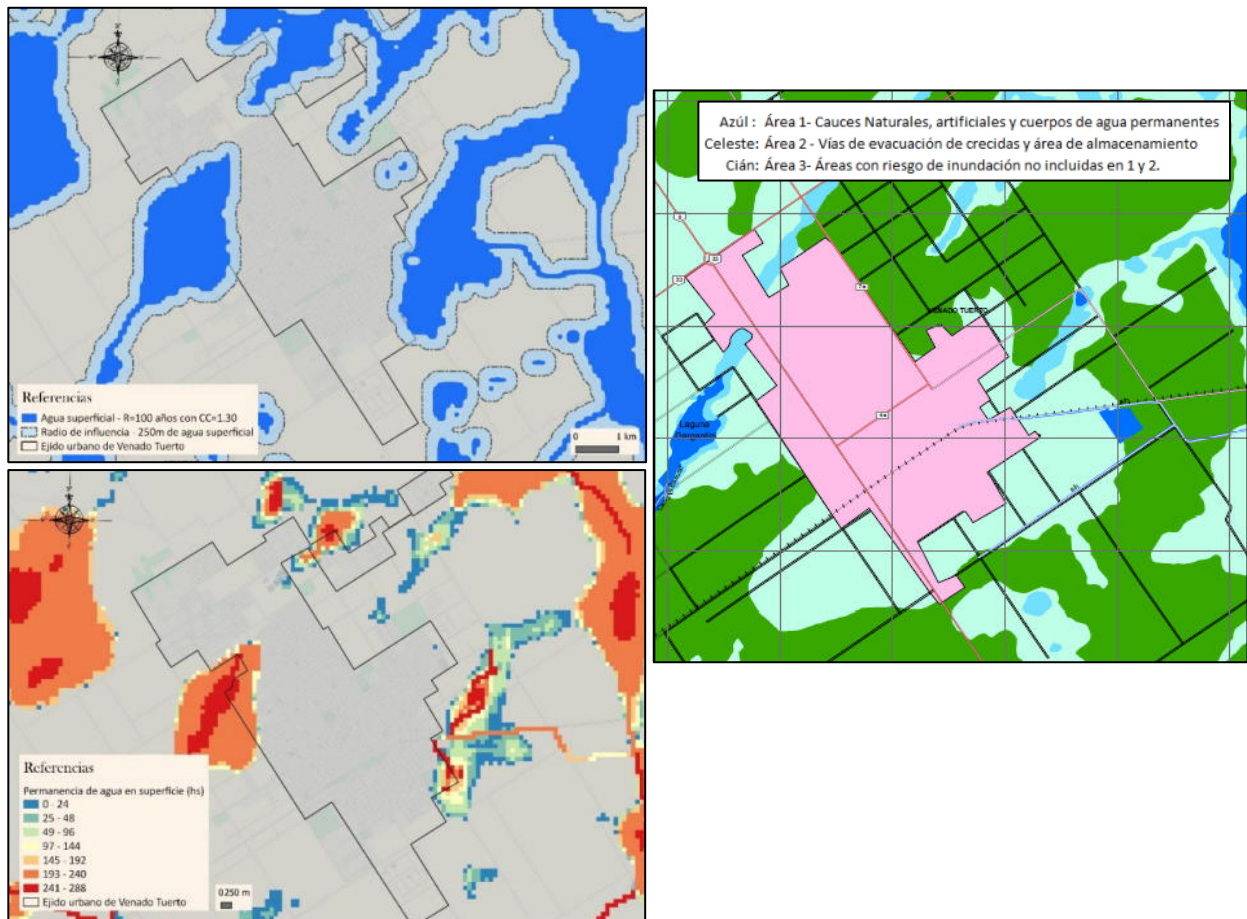 Referencias
Agua superficial - R=100 años con CC=1.30
Radio de influencia - 250m de agua superficial
Ejido urbano de Venado Tuerto
0 1 km
Azúl : Área 1- Cauces Naturales, artificiales y cuerpos de agua permanentes
Celeste: Área 2 - Vías de evacuación de crecidas y área de almacenamiento
Cián: Área 3- Áreas con riesgo de inundación no incluidas en 1 y 2.
8
33
33
VENADO TUERTO
Laguna
Referencias
Permanencia de agua en superficie (hs)
0 - 24
25 - 48
49 - 96
97 - 144
145 - 192
193 - 240
241 - 288
Ejido urbano de Venado Tuerto
0250 m